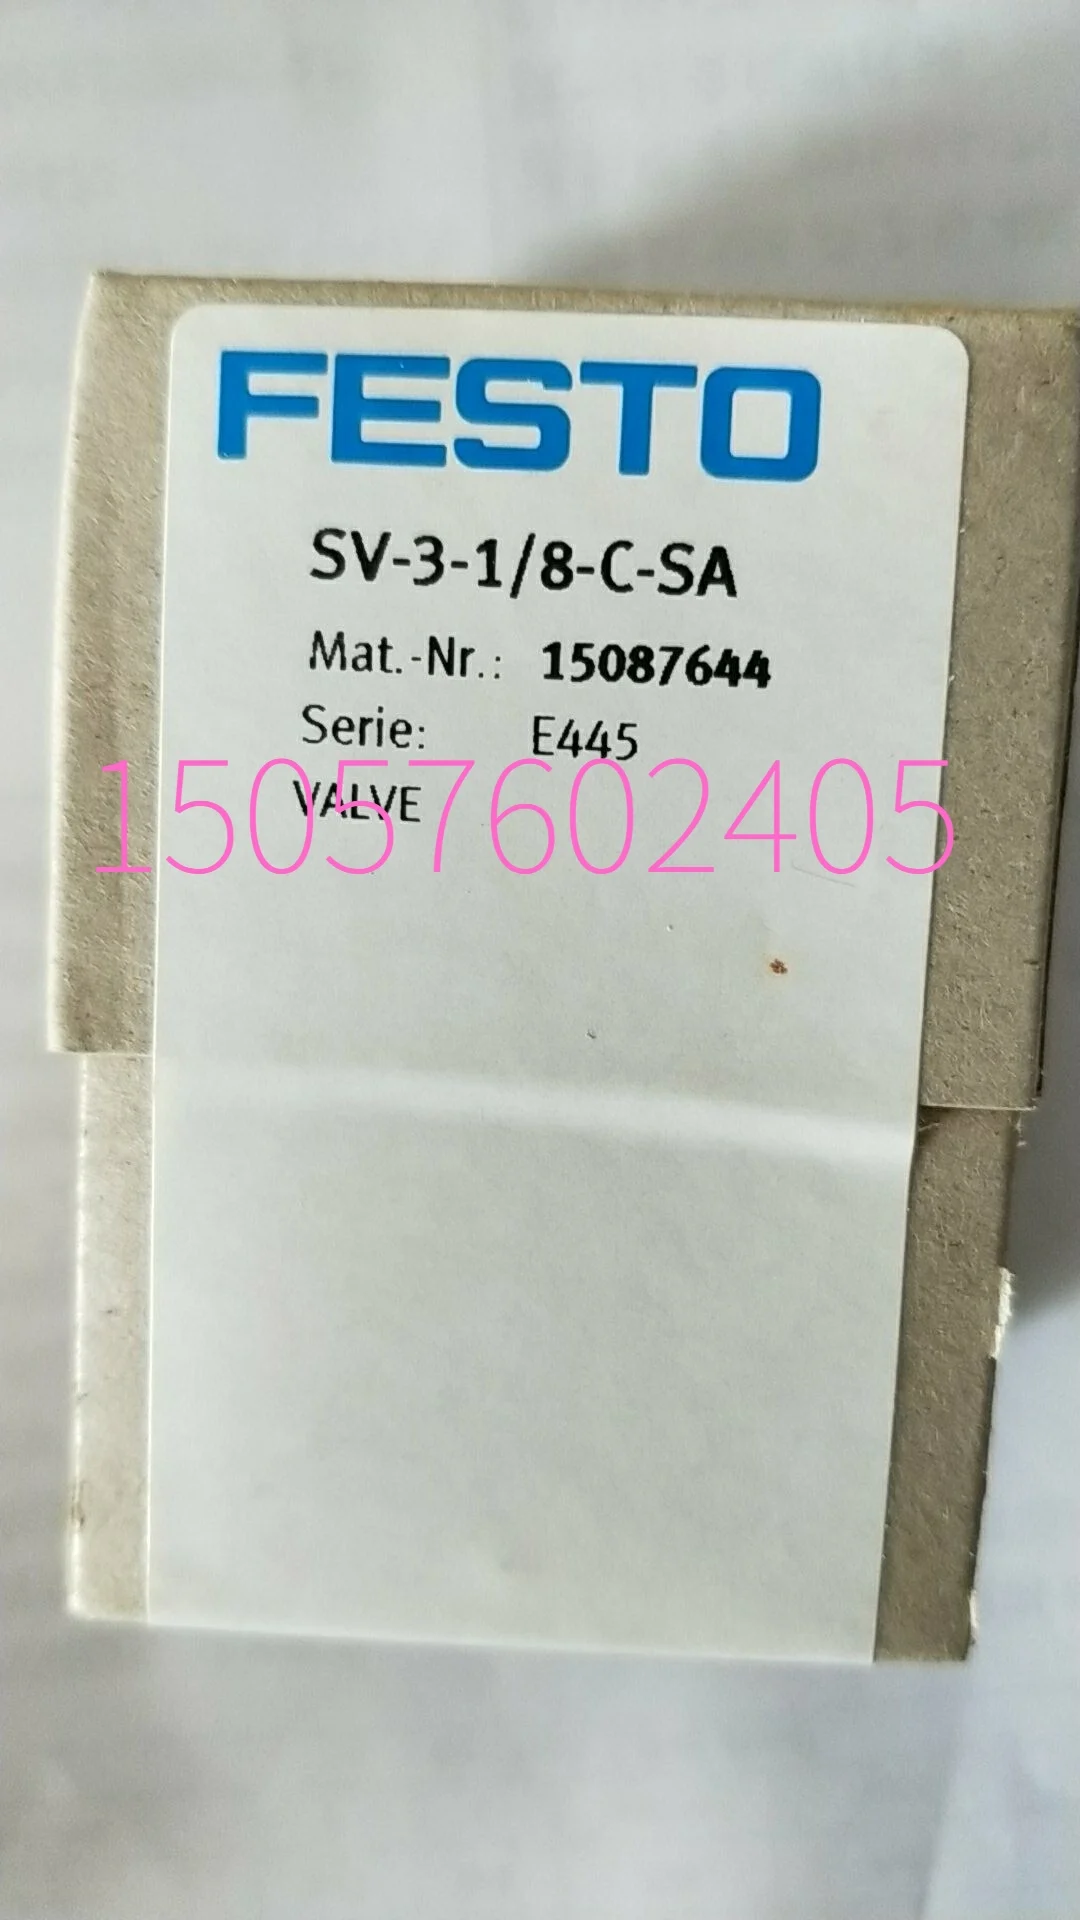 FESTO
SV-3-1/8-C-SA
Mat.-Nr.: 15087644
Serie: E445
15057602405
VALVE